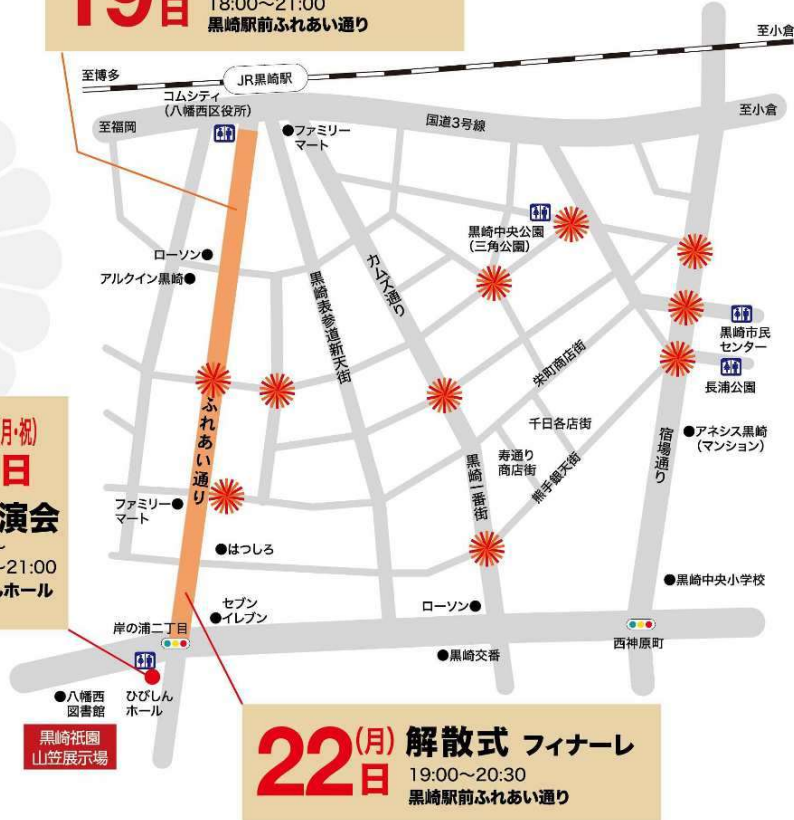 19日
18:00〜21:00
黒崎駅前ふれあい通り
至小倉
至博多
JR黒崎駅
コムシティ
(八幡西区役所)
至福岡
●ファミリー
マート
国道3号線
至小倉
黒崎中央公園
(三角公園)
ローソン●
アルクイン黒崎●
カムズ通り
黒崎表参道新天街
黒崎市民
センター
長浦公園
栄町商店街
千日各店街
●アネシス黒崎
(マンション)
宿場通り
寿通り
商店街
熊手銀天街
黒崎一番街
ふれあい通り
(月・祝)
日
演会
〜21:00
ホール
ファミリー●
マート
●はつしろ
●黒崎中央小学校
セブン
●イレブン
ローソン●
岸の浦二丁目
西神原町
●黒崎交番
●八幡西
図書館
ひびしん
ホール
黒崎祇園
山笠展示場
22日(月) 解散式 フィナーレ
19:00〜20:30
黒崎駅前ふれあい通り